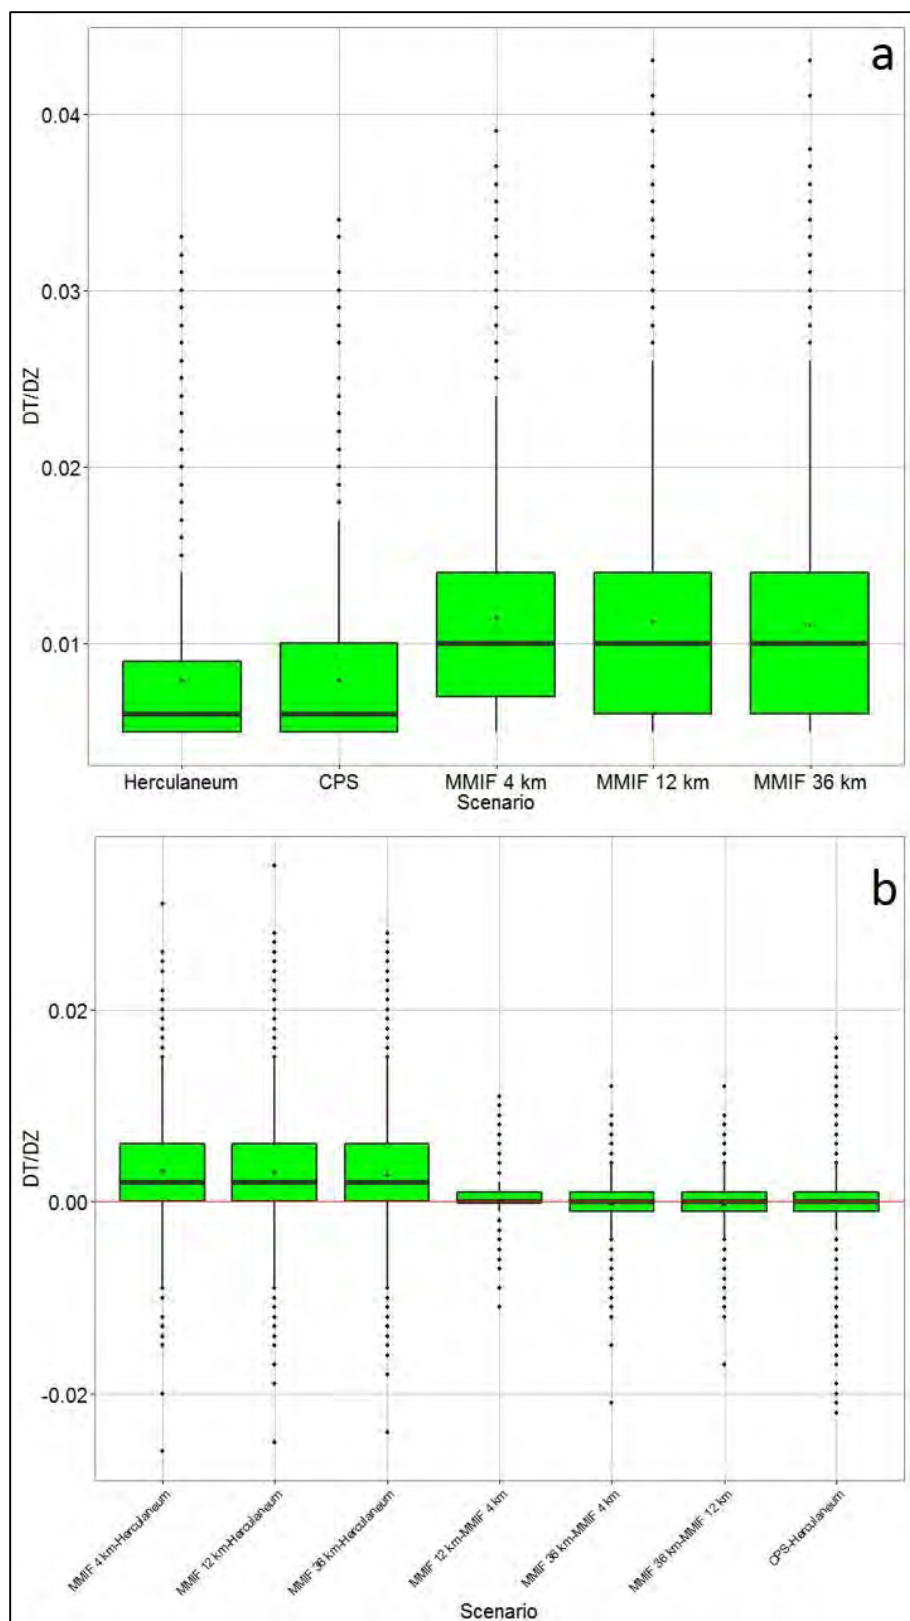 a
0.04
0.03
DT/DZ
0.02
0.01
Herculaneum CPS MMIF 4 km MMIF 12 km MMIF 36 km
Scenario
b
0.02
DT/DZ
0.00
-0.02
MMIF 4 km-Herculaneum
MMIF 12 km-Herculaneum
MMIF 36 km-Herculaneum
MMIF 12 km-MMIF 4 km
MMIF 36 km-MMIF 4 km
MMIF 36 km-MMIF 12 km
CPS-Herculaneum
Scenario